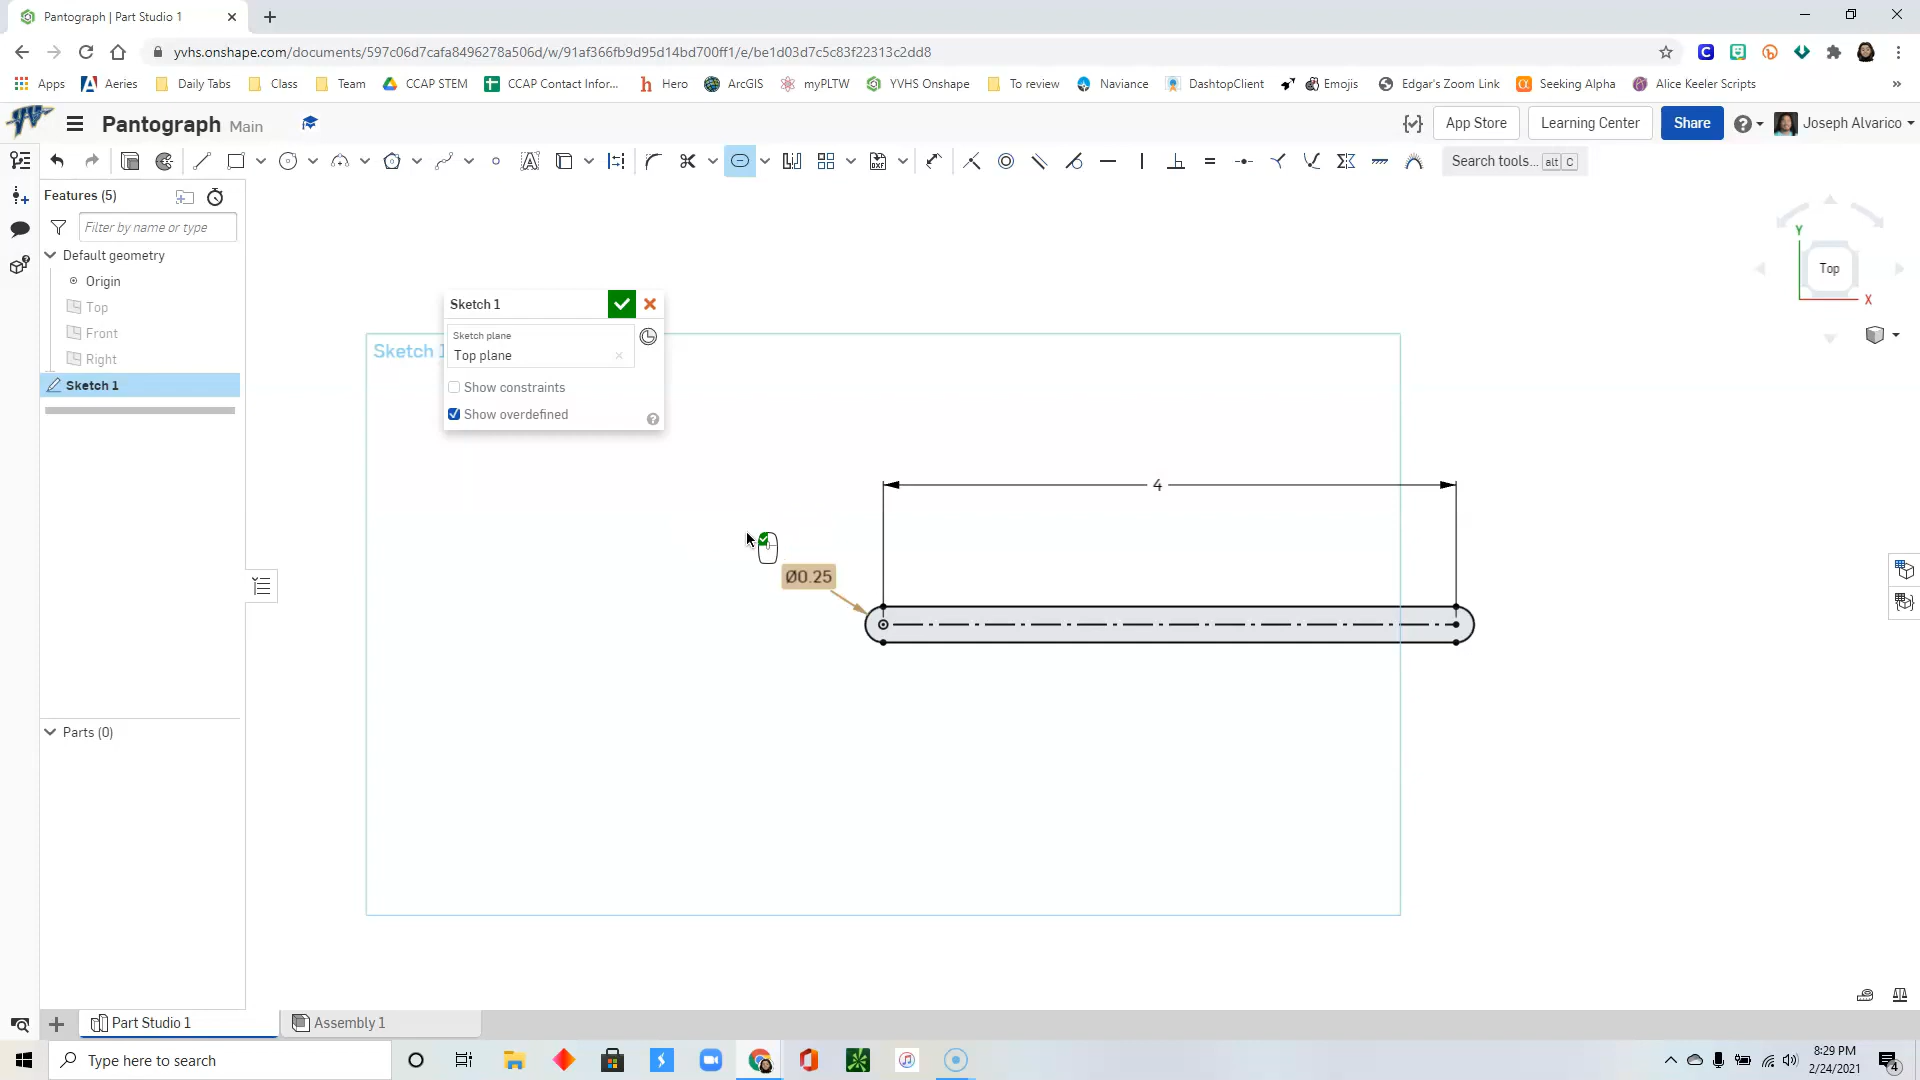 Pantograph | Part Studio 1
yvhs.onshape.com/documents/597c06d7cafa8496278a506d/w/91af366fb9d95d14bd700ff1/e/be1d03d7c5c83f22313c2dd8
Apps
Aeries
Daily Tabs
Class
Team
CCAP STEM
CCAP Contact Infor...
Hero
ArcGIS
myPLTW
YVHS Onshape
To review
Naviance
DashtopClient
Emojis
Edgar's Zoom Link
Seeking Alpha
Alice Keeler Scripts
»
Pantograph Main
App Store
Learning Center
Share
Joseph Alvarico
Search tools... alt C
Features (5)
Filter by name or type
Default geometry
Origin
Top
Front
Right
Sketch 1
Parts (0)
Sketch 1
Sketch plane
Top plane
Show constraints
Show overdefined
Sketch 1
4
Ø0.25
Y
Top
X
Part Studio 1
Assembly 1
Type here to search
8:29 PM
2/24/2021
4